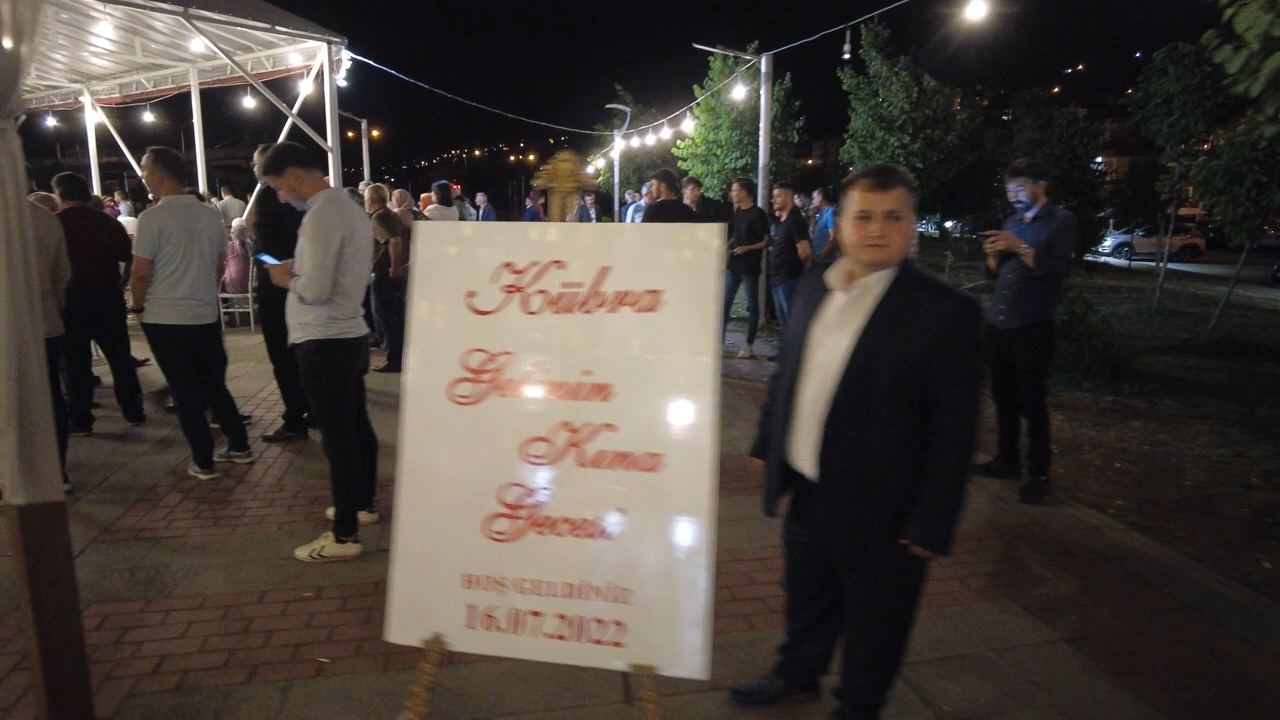 Kübra
Gelinin
Kına
Gecesi
HOŞ GELDİNİZ
16.07.2022